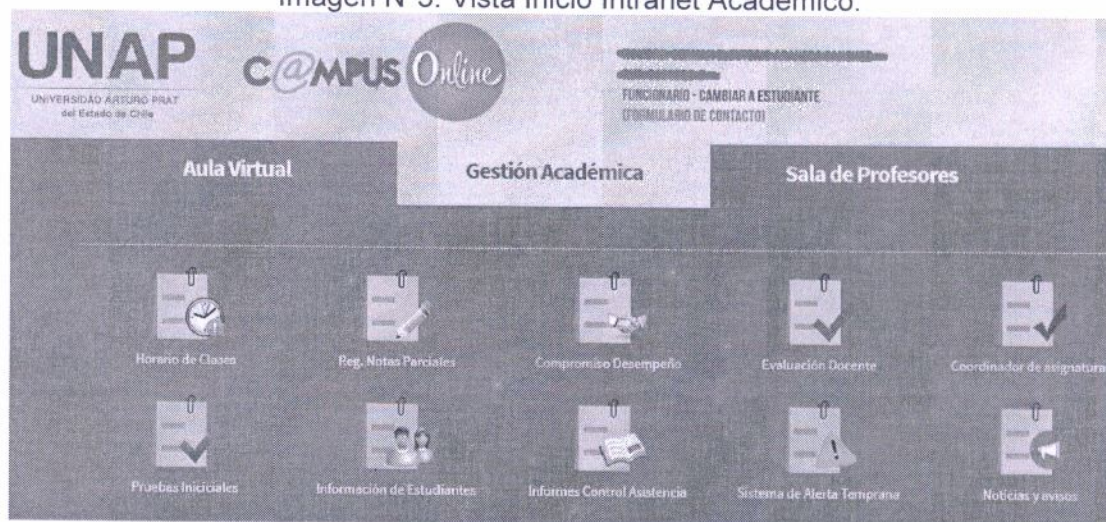 Imagen N°3: Vista Inicio Intranet Académico.
UNAP
UNIVERSIDAD ARTURO PRAT
del Estado de Chile
C@MPUS Online
FUNCIONARIO - CAMBIAR A ESTUDIANTE
(FORMULARIO DE CONTACTO)
Aula Virtual Gestión Académica Sala de Profesores
Horario de Clases Reg. Notas Parciales Compromiso Desempeño Evaluación Docente Coordinador de asignatura
Pruebas Iniciciales Información de Estudiantes Informes Control Asistencia Sistema de Alerta Temprana Noticias y avisos